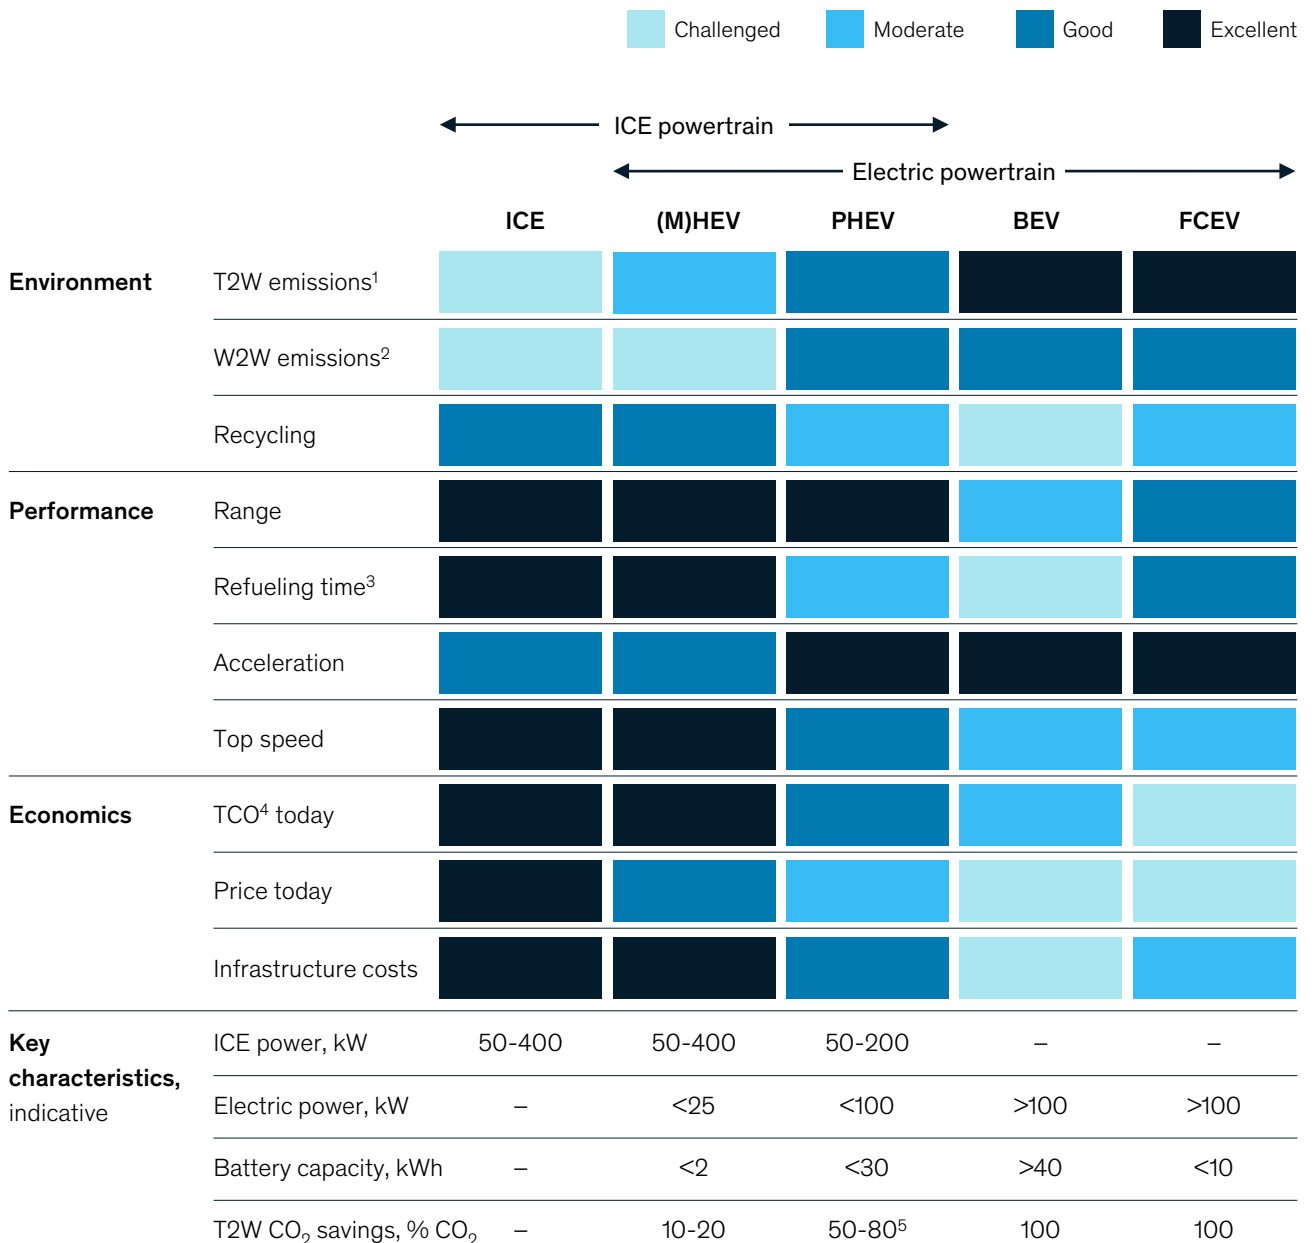 Challenged Moderate Good Excellent
ICE powertrain
Electric powertrain
ICE (M)HEV PHEV BEV FCEV
Environment T2W emissions¹
W2W emissions²
Recycling
Performance Range
Refueling time³
Acceleration
Top speed
Economics TCO⁴ today
Price today
Infrastructure costs
Key characteristics, indicative
ICE power, kW 50-400 50-400 50-200 – –
Electric power, kW – <25 <100 >100 >100
Battery capacity, kWh – <2 <30 >40 <10
T2W CO₂ savings, % CO₂ – 10-20 50-80⁵ 100 100